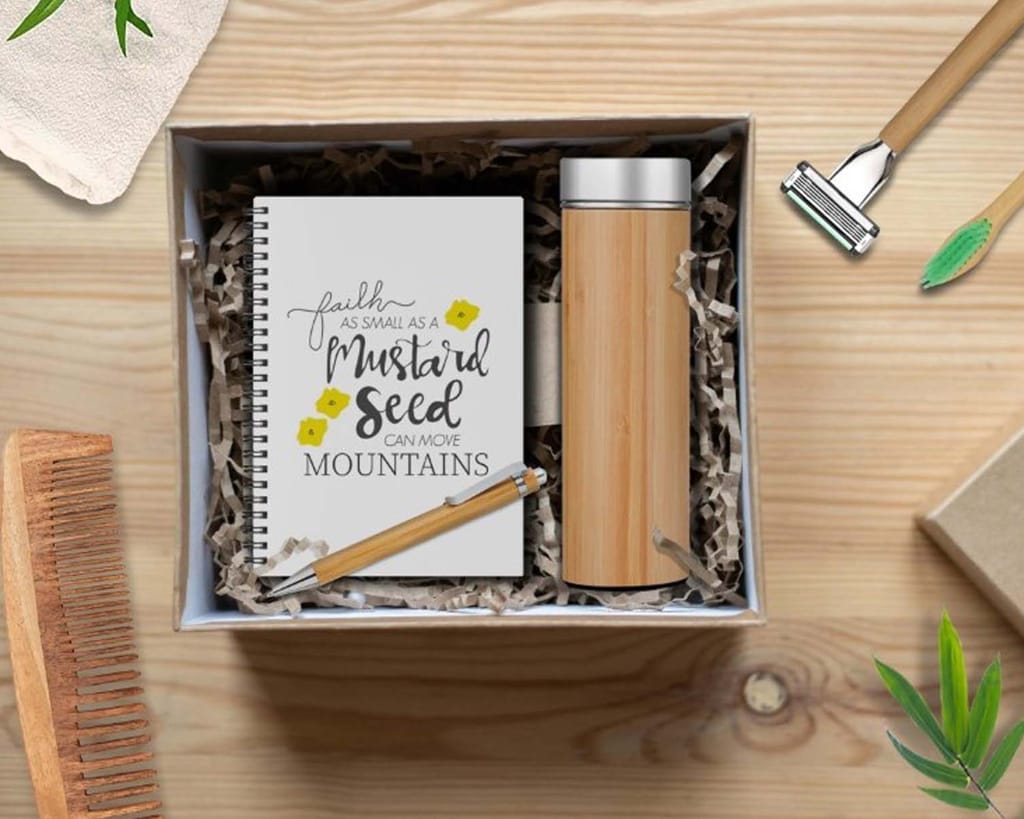 faith
AS SMALL AS A
Mustard
Seed
CAN MOVE
MOUNTAINS